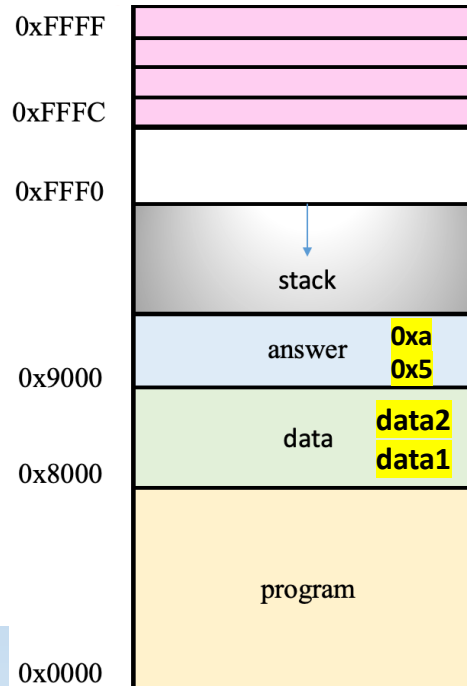 0xFFFF
0xFFFC
0xFFF0
stack
answer
0xa
0x5
0x9000
data
data2
data1
0x8000
program
0x0000